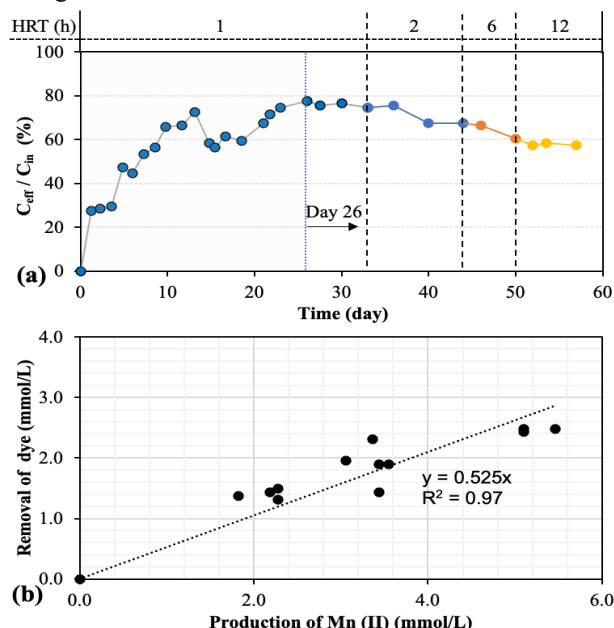 HRT (h) 1 2 6 12
100
80
60
40
20
0
C_eff / C_in (%)
Day 26
(a)
0 10 20 30 40 50 60
Time (day)
4.0
3.0
2.0
1.0
0.0
Removal of dye (mmol/L)
y = 0.525x
R² = 0.97
(b)
0.0 2.0 4.0 6.0
Production of Mn (II) (mmol/L)